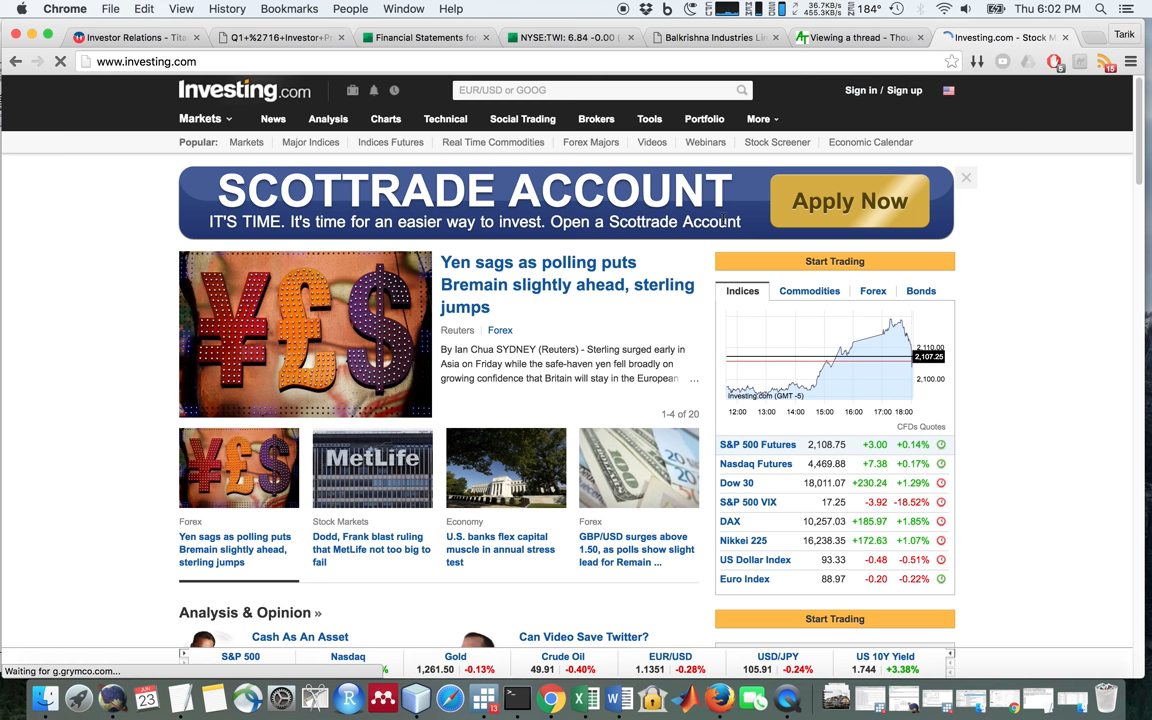 Chrome File Edit View History Bookmarks People Window Help
36.7KB/s
455.3KB/s
184° Thu 6:02 PM
Investor Relations - Tita
Q1+%2716+Investor+P
Financial Statements fo
NYSE:TWI: 6.84 -0.00
Balkrishna Industries Li
Viewing a thread - Thou
Investing.com - Stock M
Tarik
www.investing.com
5
15
Investing.com
EUR/USD or GOOG
Sign in / Sign up
Markets News Analysis Charts Technical Social Trading Brokers Tools Portfolio More
Popular: Markets Major Indices Indices Futures Real Time Commodities Forex Majors Videos Webinars Stock Screener Economic Calendar
SCOTTRADE ACCOUNT
IT'S TIME. It's time for an easier way to invest. Open a Scottrade Account
Apply Now
Yen sags as polling puts
Bremain slightly ahead, sterling
jumps
Reuters Forex
By Ian Chua SYDNEY (Reuters) - Sterling surged early in
Asia on Friday while the safe-haven yen fell broadly on
growing confidence that Britain will stay in the European ...
1-4 of 20
MetLife
Forex
Yen sags as polling puts
Bremain slightly ahead,
sterling jumps
Stock Markets
Dodd, Frank blast ruling
that MetLife not too big to
fail
Economy
U.S. banks flex capital
muscle in annual stress
test
Forex
GBP/USD surges above
1.50, as polls show slight
lead for Remain ...
Start Trading
Indices Commodities Forex Bonds
2,110.00
2,107.25
2,100.00
Investing.com (GMT -5)
12:00 13:00 14:00 15:00 16:00 17:00 18:00
CFDs Quotes
S&P 500 Futures 2,108.75 +3.00 +0.14%
Nasdaq Futures 4,469.88 +7.38 +0.17%
Dow 30 18,011.07 +230.24 +1.29%
S&P 500 VIX 17.25 -3.92 -18.52%
DAX 10,257.03 +185.97 +1.85%
Nikkei 225 16,238.35 +172.63 +1.07%
US Dollar Index 93.33 -0.48 -0.51%
Euro Index 88.97 -0.20 -0.22%
Start Trading
Analysis & Opinion »
Cash As An Asset
Can Video Save Twitter?
S&P 500 Nasdaq Gold Crude Oil EUR/USD USD/JPY US 10Y Yield
% 1,261.50 -0.13% 49.91 -0.40% 1.1351 -0.28% 105.91 -0.24% 1.744 +3.38%
Waiting for g.grymco.com...
JUN
23
13